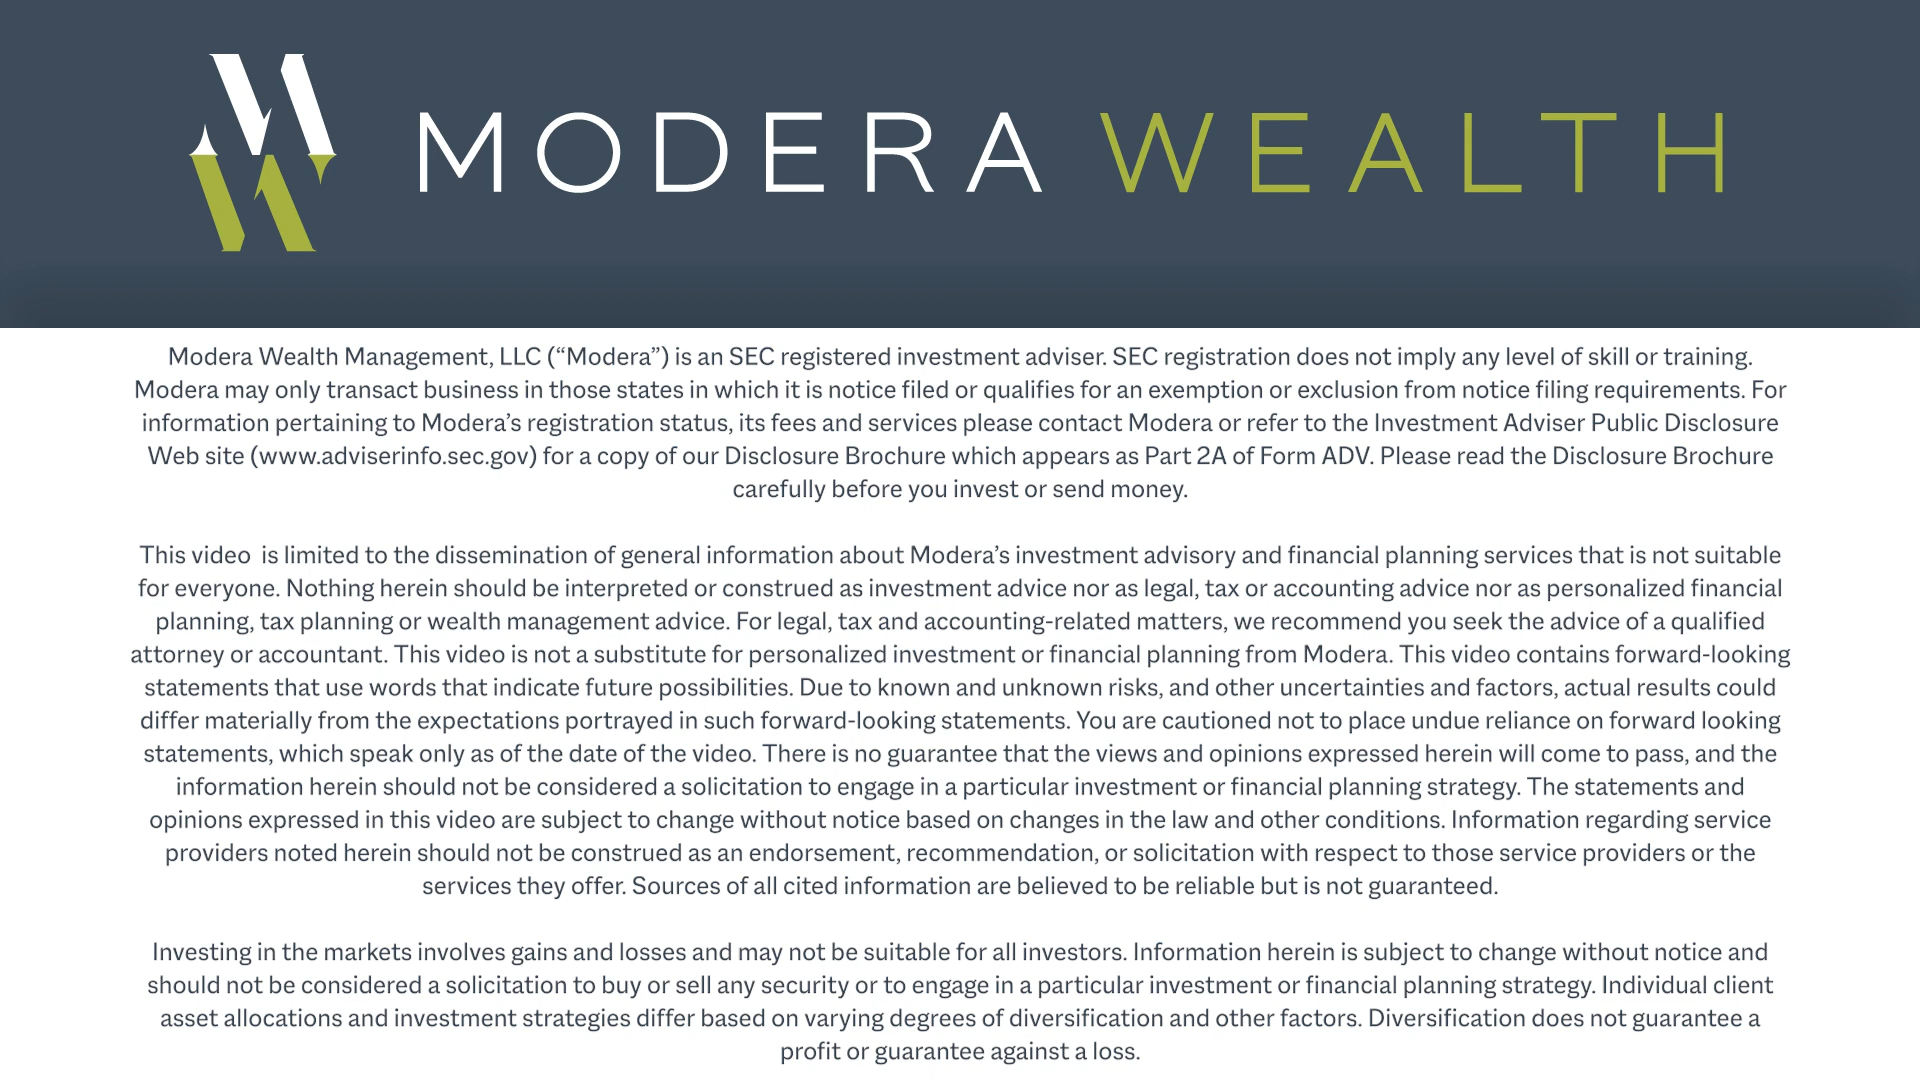 MODERA WEALTH
Modera Wealth Management, LLC (“Modera”) is an SEC registered investment adviser. SEC registration does not imply any level of skill or training.
Modera may only transact business in those states in which it is notice filed or qualifies for an exemption or exclusion from notice filing requirements. For
information pertaining to Modera’s registration status, its fees and services please contact Modera or refer to the Investment Adviser Public Disclosure
Web site (www.adviserinfo.sec.gov) for a copy of our Disclosure Brochure which appears as Part 2A of Form ADV. Please read the Disclosure Brochure
carefully before you invest or send money.
This video  is limited to the dissemination of general information about Modera’s investment advisory and financial planning services that is not suitable
for everyone. Nothing herein should be interpreted or construed as investment advice nor as legal, tax or accounting advice nor as personalized financial
planning, tax planning or wealth management advice. For legal, tax and accounting-related matters, we recommend you seek the advice of a qualified
attorney or accountant. This video is not a substitute for personalized investment or financial planning from Modera. This video contains forward-looking
statements that use words that indicate future possibilities. Due to known and unknown risks, and other uncertainties and factors, actual results could
differ materially from the expectations portrayed in such forward-looking statements. You are cautioned not to place undue reliance on forward looking
statements, which speak only as of the date of the video. There is no guarantee that the views and opinions expressed herein will come to pass, and the
information herein should not be considered a solicitation to engage in a particular investment or financial planning strategy. The statements and
opinions expressed in this video are subject to change without notice based on changes in the law and other conditions. Information regarding service
providers noted herein should not be construed as an endorsement, recommendation, or solicitation with respect to those service providers or the
services they offer. Sources of all cited information are believed to be reliable but is not guaranteed.
Investing in the markets involves gains and losses and may not be suitable for all investors. Information herein is subject to change without notice and
should not be considered a solicitation to buy or sell any security or to engage in a particular investment or financial planning strategy. Individual client
asset allocations and investment strategies differ based on varying degrees of diversification and other factors. Diversification does not guarantee a
profit or guarantee against a loss.